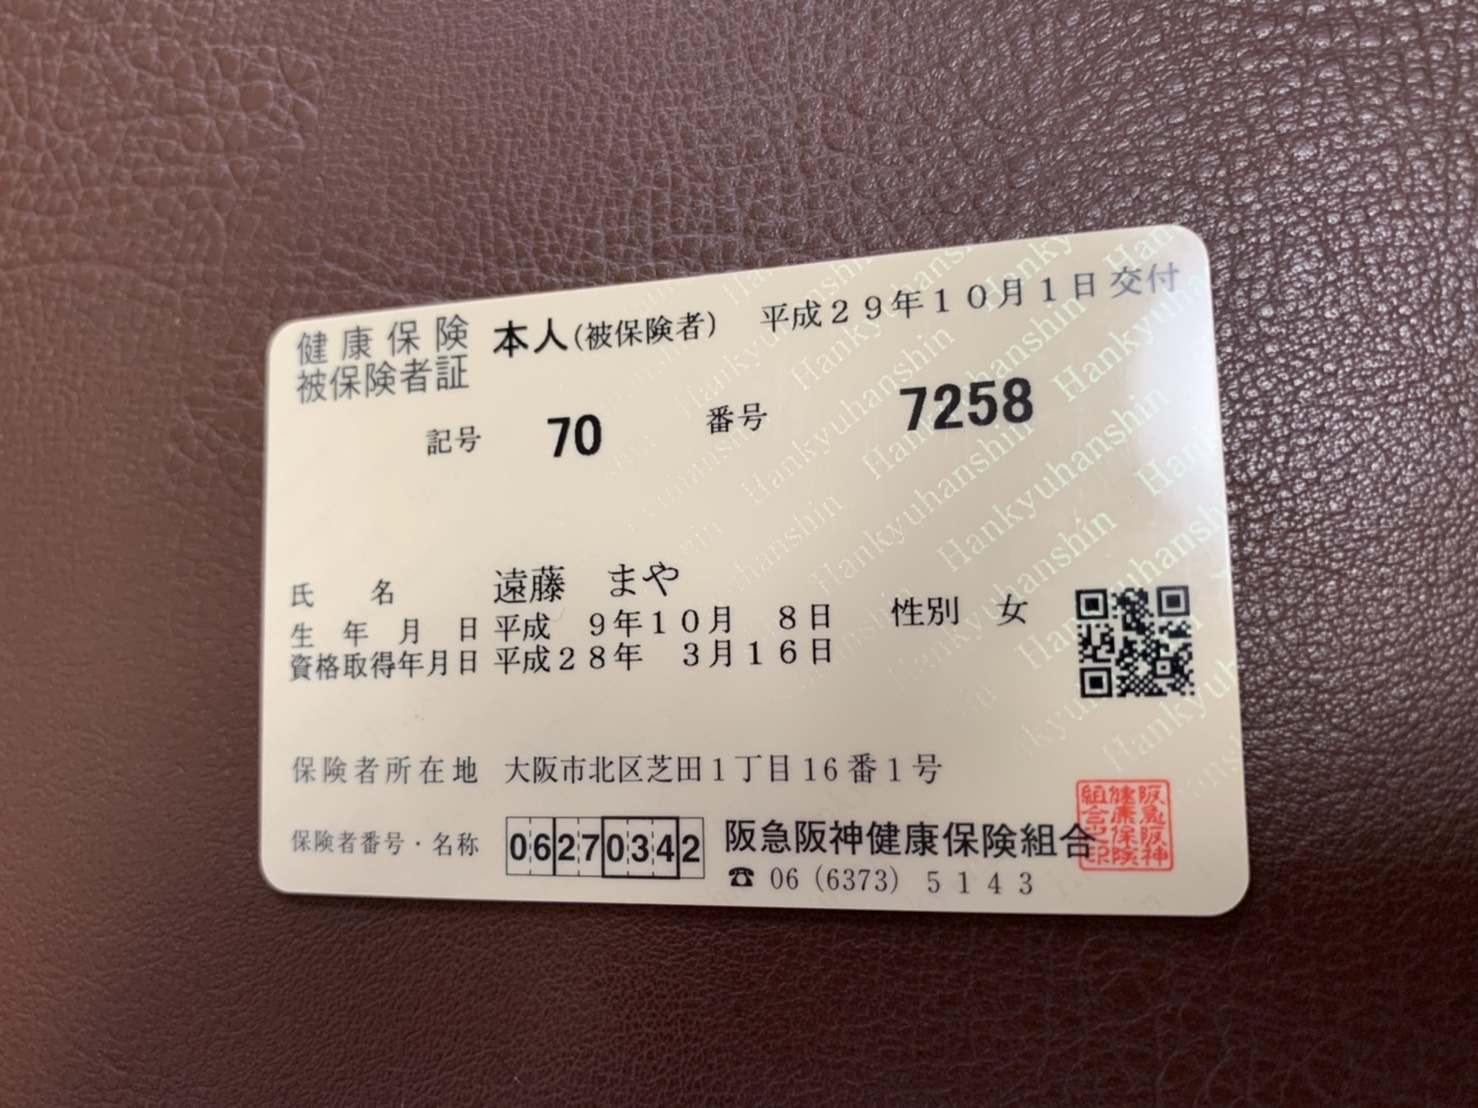 健康保険被保険者証 本人(被保険者) 平成29年10月1日 交付
記号 70 番号 7258
氏名 遠藤 まや
生年月日 平成 9年10月 8日 性別 女
資格取得年月日 平成28年 3月16日
保険者所在地 大阪市北区芝田1丁目16番1号
保険者番号・名称 06270342 阪急阪神健康保険組合
☎ 06 (6373) 5143
阪急阪神健康保険組合之印
Hankyuhanshin